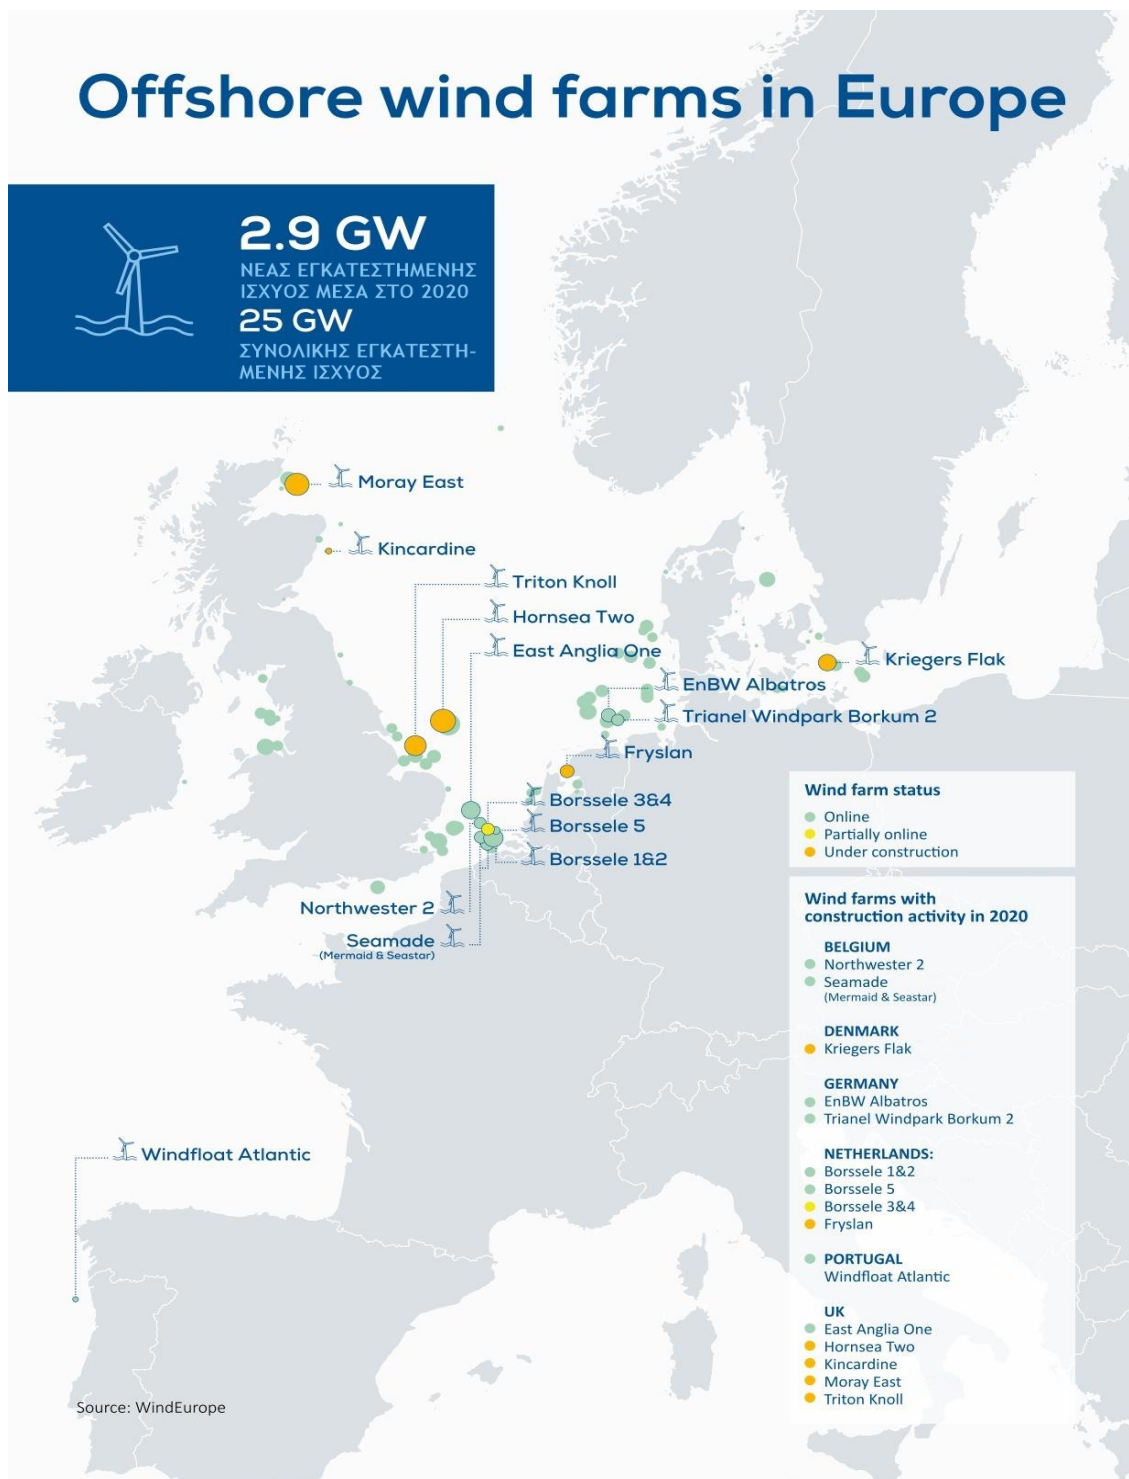 Offshore wind farms in Europe
2.9 GW
ΝΕΑΣ ΕΓΚΑΤΕΣΤΗΜΕΝΗΣ
ΙΣΧΥΟΣ ΜΕΣΑ ΣΤΟ 2020
25 GW
ΣΥΝΟΛΙΚΗΣ ΕΓΚΑΤΕΣΤΗ-
ΜΕΝΗΣ ΙΣΧΥΟΣ
Moray East
Kincardine
Triton Knoll
Hornsea Two
East Anglia One
Kriegers Flak
EnBW Albatros
Trianel Windpark Borkum 2
Fryslan
Borssele 3&4
Borssele 5
Borssele 1&2
Northwester 2
Seamade
(Mermaid & Seastar)
Windfloat Atlantic
Wind farm status
Online
Partially online
Under construction
Wind farms with
construction activity in 2020
BELGIUM
Northwester 2
Seamade
(Mermaid & Seastar)
DENMARK
Kriegers Flak
GERMANY
EnBW Albatros
Trianel Windpark Borkum 2
NETHERLANDS:
Borssele 1&2
Borssele 5
Borssele 3&4
Fryslan
PORTUGAL
Windfloat Atlantic
UK
East Anglia One
Hornsea Two
Kincardine
Moray East
Triton Knoll
Source: WindEurope